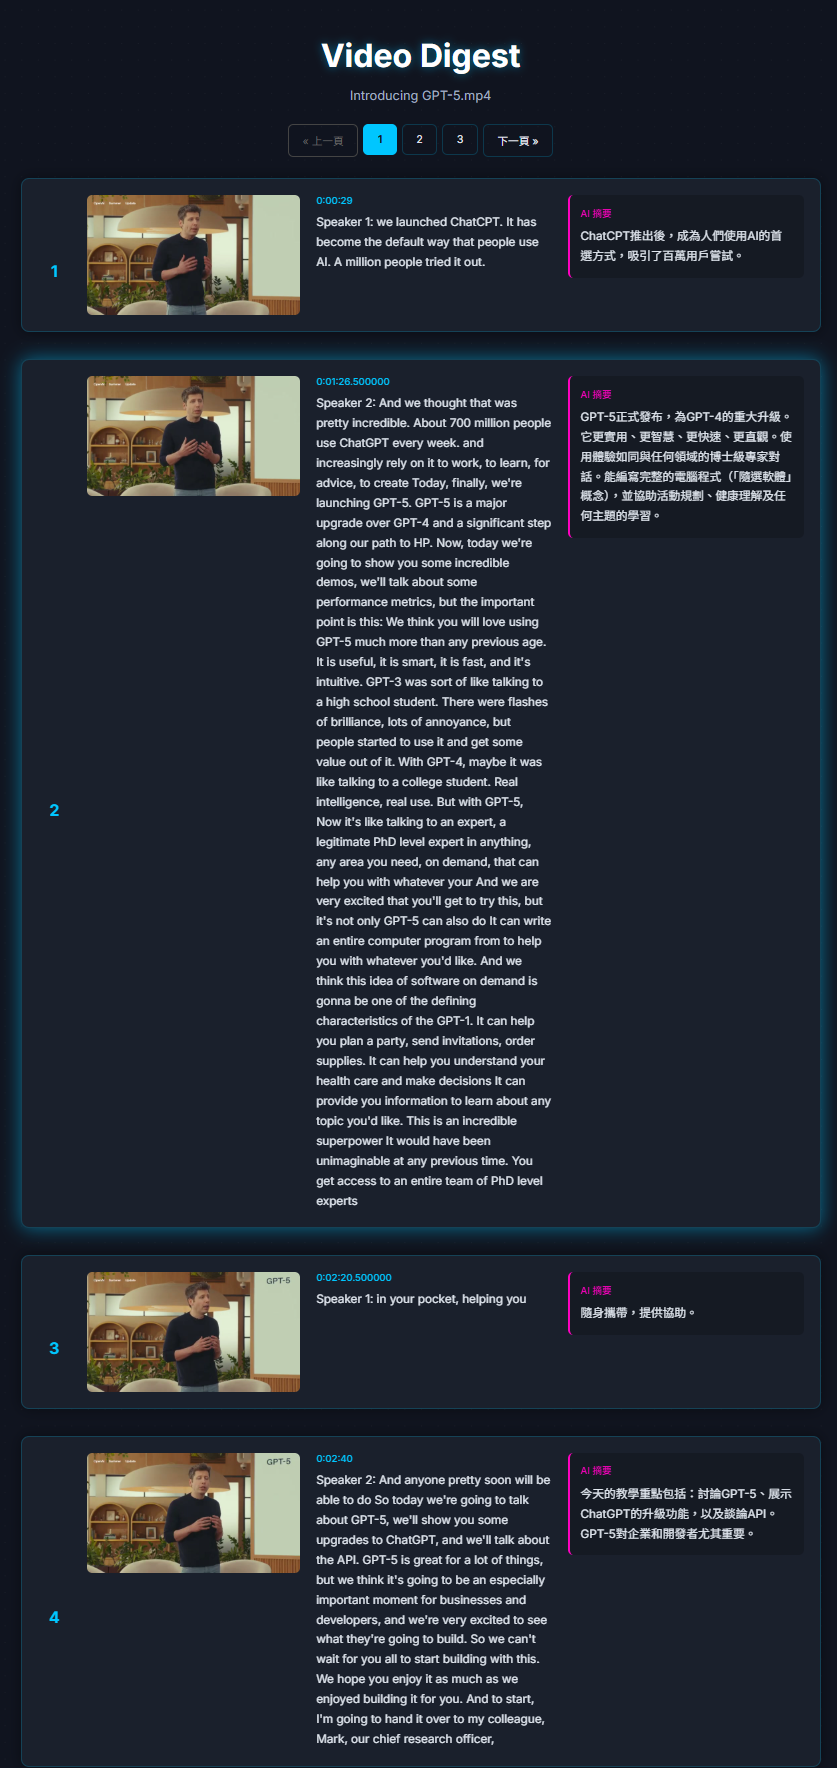 Video Digest
Introducing GPT-5.mp4
« 上一頁
1
2
3
下一頁 »
1
0:00:29
Speaker 1: we launched ChatCPT. It has
become the default way that people use
AI. A million people tried it out.
AI 摘要
ChatCPT推出後，成為人們使用AI的首
選方式，吸引了百萬用戶嘗試。
2
0:01:26.500000
Speaker 2: And we thought that was
pretty incredible. About 700 million people
use ChatGPT every week. and
increasingly rely on it to work, to learn, for
advice, to create Today, finally, we're
launching GPT-5. GPT-5 is a major
upgrade over GPT-4 and a significant step
along our path to HP. Now, today we're
going to show you some incredible
demos, we'll talk about some
performance metrics, but the important
point is this: We think you will love using
GPT-5 much more than any previous age.
It is useful, it is smart, it is fast, and it's
intuitive. GPT-3 was sort of like talking to
a high school student. There were flashes
of brilliance, lots of annoyance, but
people started to use it and get some
value out of it. With GPT-4, maybe it was
like talking to a college student. Real
intelligence, real use. But with GPT-5,
Now it's like talking to an expert, a
legitimate PhD level expert in anything,
any area you need, on demand, that can
help you with whatever your And we are
very excited that you'll get to try this, but
it's not only GPT-5 can also do It can write
an entire computer program from to help
you with whatever you'd like. And we
think this idea of software on demand is
gonna be one of the defining
characteristics of the GPT-1. It can help
you plan a party, send invitations, order
supplies. It can help you understand your
health care and make decisions It can
provide you information to learn about any
topic you'd like. This is an incredible
superpower It would have been
unimaginable at any previous time. You
get access to an entire team of PhD level
experts
AI 摘要
GPT-5正式發布，為GPT-4的重大升級。
它更實用、更智慧、更快速、更直觀。使
用體驗如同與任何領域的博士級專家對
話。能編寫完整的電腦程式（「隨選軟體」
概念），並協助活動規劃、健康理解及任
何主題的學習。
3
GPT-5
0:02:20.500000
Speaker 1: in your pocket, helping you
AI 摘要
隨身攜帶，提供協助。
4
GPT-5
0:02:40
Speaker 2: And anyone pretty soon will be
able to do So today we're going to talk
about GPT-5, we'll show you some
upgrades to ChatGPT, and we'll talk about
the API. GPT-5 is great for a lot of things,
but we think it's going to be an especially
important moment for businesses and
developers, and we're very excited to see
what they're going to build. So we can't
wait for you all to start building with this.
We hope you enjoy it as much as we
enjoyed building it for you. And to start,
I'm going to hand it over to my colleague,
Mark, our chief research officer,
AI 摘要
今天的教學重點包括：討論GPT-5、展示
ChatGPT的升級功能，以及談論API。
GPT-5對企業和開發者尤其重要。